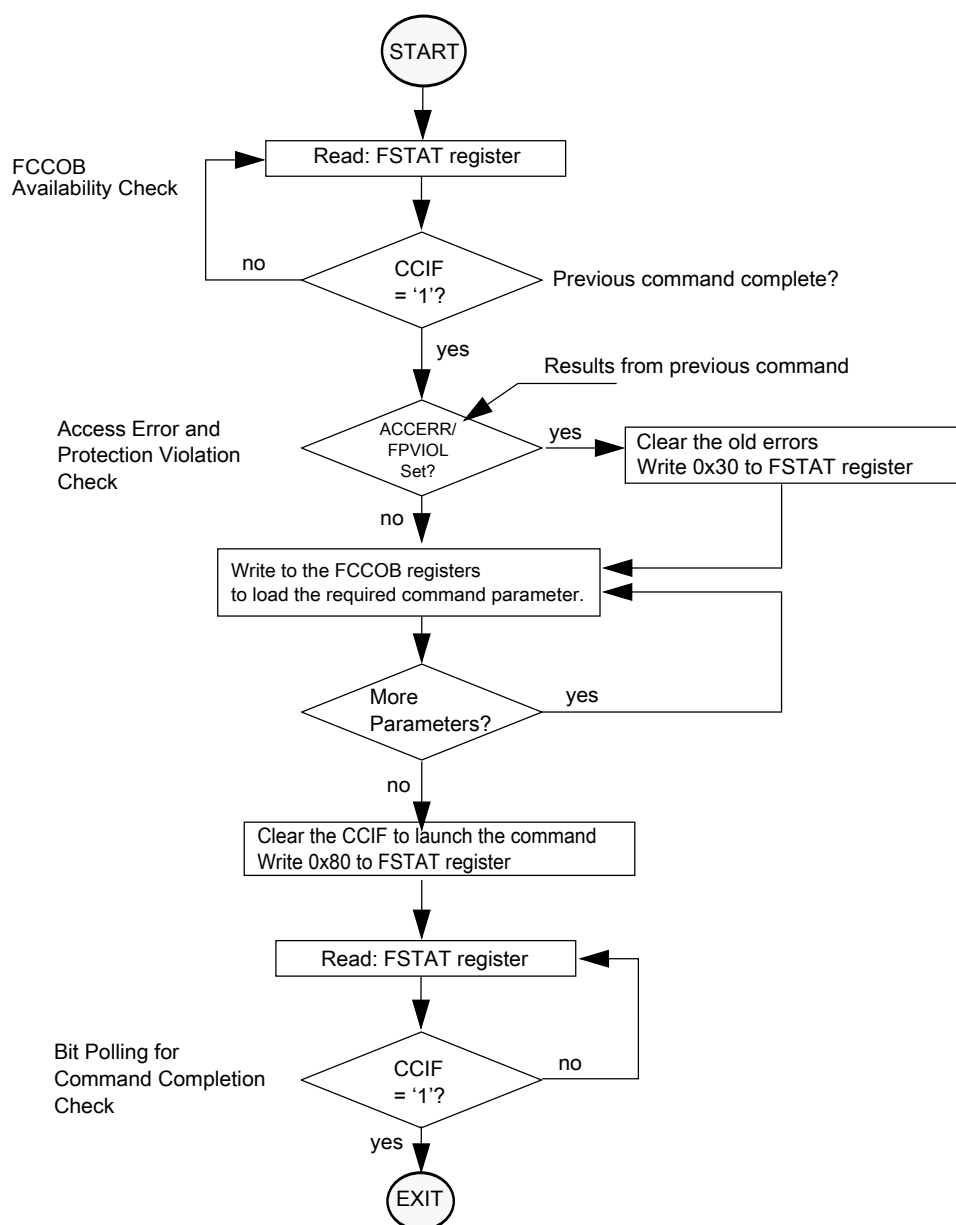 START
Read: FSTAT register
FCCOB
Availability Check
no
CCIF
= ‘1’?
Previous command complete?
yes
Results from previous command
Access Error and
Protection Violation
Check
ACCERR/
FPVIOL
Set?
yes
Clear the old errors
Write 0x30 to FSTAT register
no
Write to the FCCOB registers
to load the required command parameter.
More
Parameters?
yes
no
Clear the CCIF to launch the command
Write 0x80 to FSTAT register
Read: FSTAT register
Bit Polling for
Command Completion
Check
CCIF
= ‘1’?
no
yes
EXIT